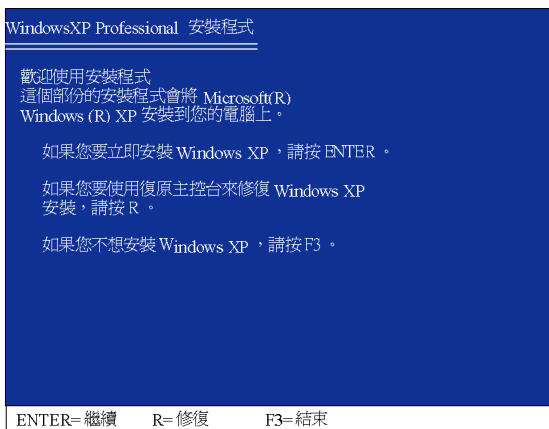 WindowsXP Professional 安裝程式
歡迎使用安裝程式
這個部份的安裝程式會將 Microsoft(R)
Windows (R) XP 安裝到您的電腦上。
如果您要立即安裝 Windows XP ，請按 ENTER 。
如果您要使用復原主控台來修復 Windows XP
安裝，請按 R 。
如果您不想安裝 Windows XP ，請按 F3 。
ENTER= 繼續 R= 修復 F3= 結束